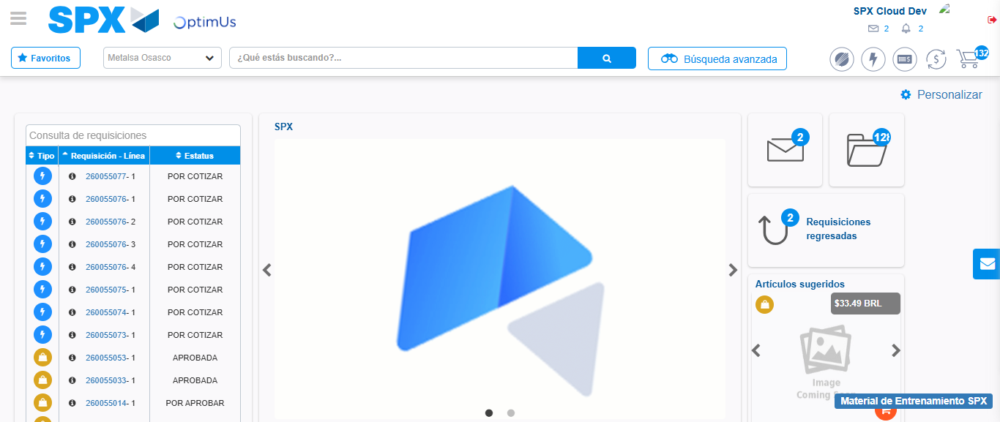 SPX OptimUs
SPX Cloud Dev
2 2
Favoritos
Metalsa Osasco
¿Qué estás buscando?...
Búsqueda avanzada
132
Personalizar
Consulta de requisiciones
Tipo Requisición - Línea Estatus
260055077- 1 POR COTIZAR
260055076- 1 POR COTIZAR
260055076- 2 POR COTIZAR
260055076- 3 POR COTIZAR
260055076- 4 POR COTIZAR
260055075- 1 POR COTIZAR
260055074- 1 POR COTIZAR
260055073- 1 POR COTIZAR
260055053- 1 APROBADA
260055033- 1 APROBADA
260055014- 1 POR APROBAR
SPX
2
2
Requisiciones
regresadas
Artículos sugeridos
$33.49 BRL
Image
Coming
Material de Entrenamiento SPX